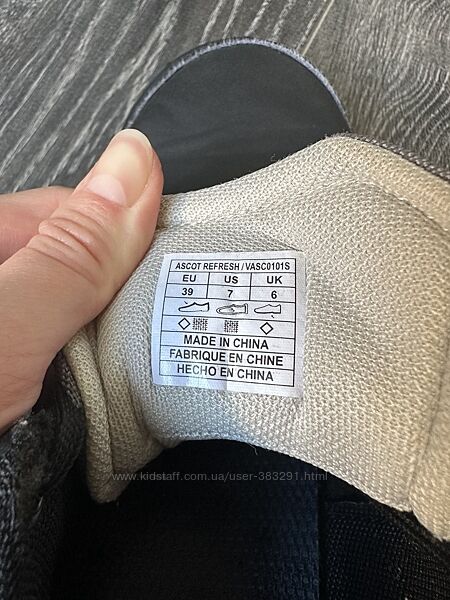 ASCOT REFRESH / VASC0101S
EU US UK
39 7 6
MADE IN CHINA
FABRIQUE EN CHINE
HECHO EN CHINA
www.kidstaff.com.ua/user-383291.html